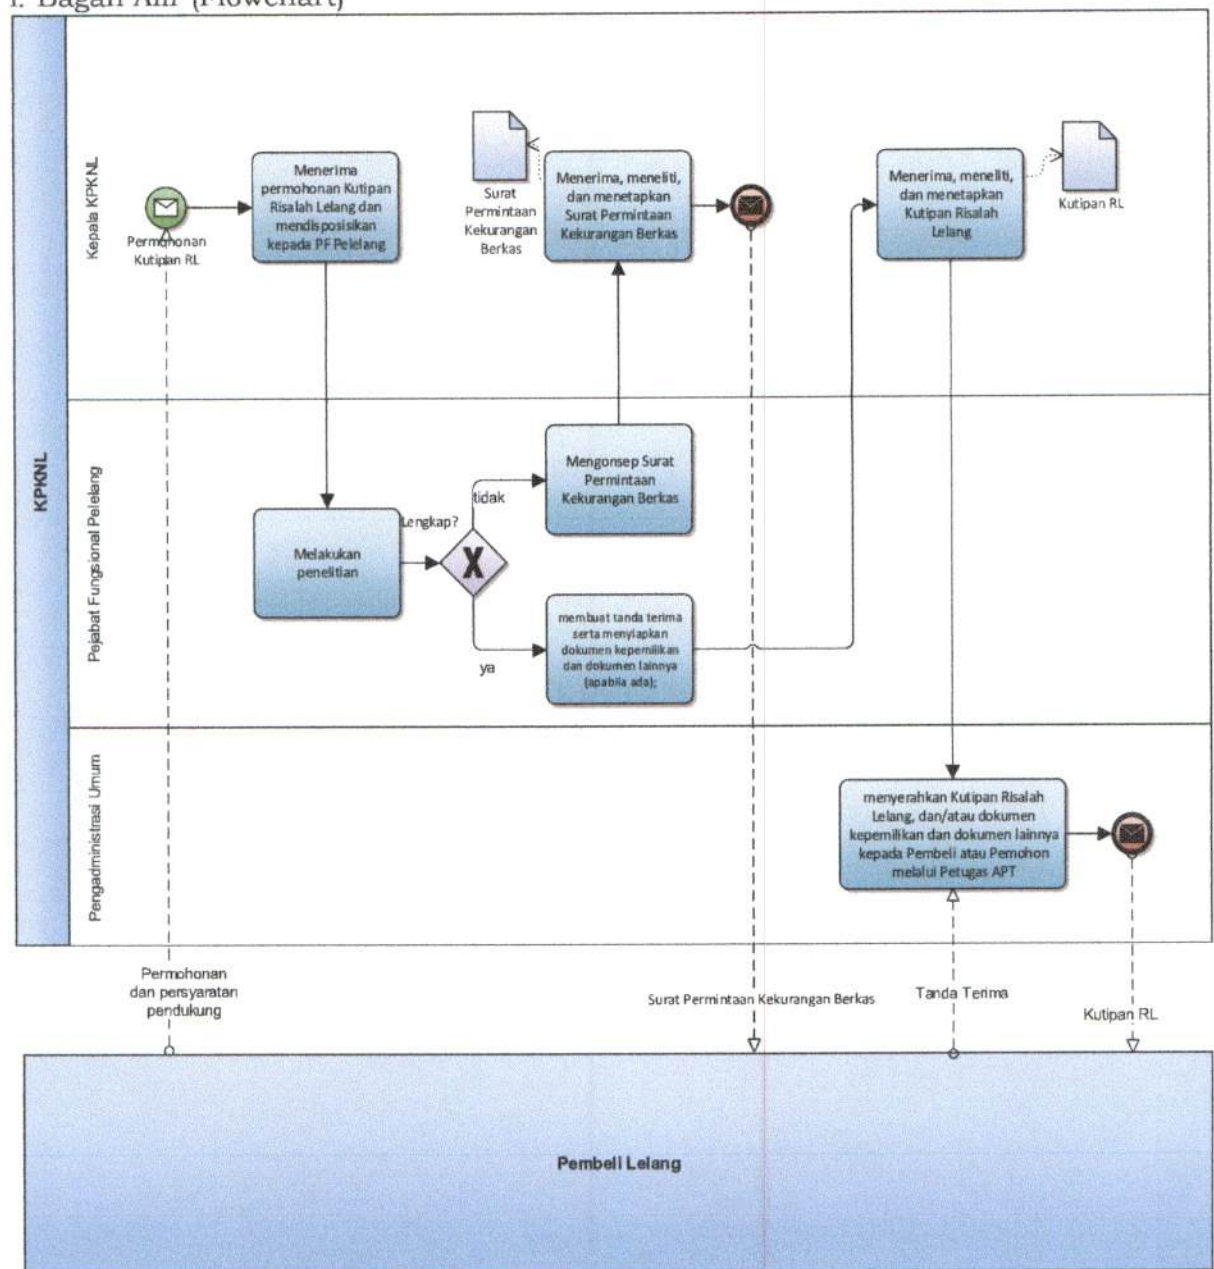 i. Bagan Alir (Flowchart)
KPKNL
Kepala KPKNL
Permohonan
Kutipan RL
Menerima
permohonan Kutipan
Risalah Lelang dan
mendisposisikan
kepada PF Pelelang
Surat
Permintaan
Kekurangan
Berkas
Menerima, meneliti,
dan menetapkan
Surat Permintaan
Kekurangan Berkas
Menerima, meneliti,
dan menetapkan
Kutipan Risalah
Lelang
Kutipan RL
Pejabat Fungsional Pelelang
Melakukan
penelitian
Lengkap?
X
tidak
Mengonsep Surat
Permintaan
Kekurangan Berkas
ya
membuat tanda terima
serta menyiapkan
dokumen kepemilikan
dan dokumen lainnya
(apabila ada);
Pengadministrasi Umum
menyerahkan Kutipan Risalah
Lelang, dan/atau dokumen
kepemilikan dan dokumen lainnya
kepada Pembeli atau Pemohon
melalui Petugas APT
Permohonan
dan persyaratan
pendukung
Surat Permintaan Kekurangan Berkas
Tanda Terima
Kutipan RL
Pembeli Lelang